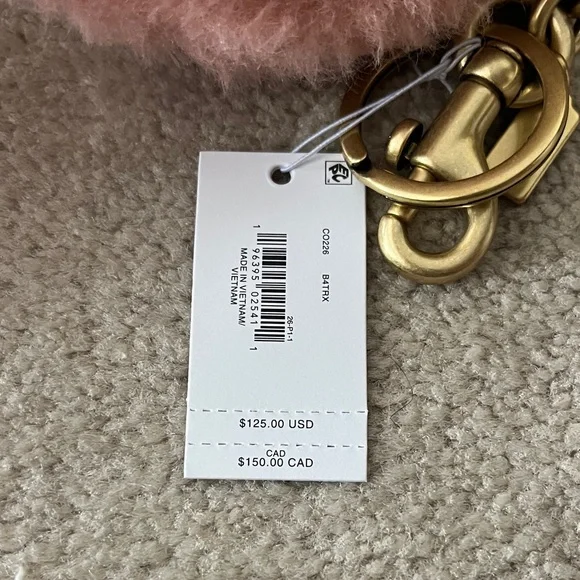 EPC
CO226 B4TRX
26-P1-1
1 96395 02541 1
MADE IN VIETNAM/
VIETNAM
$125.00 USD
CAD
$150.00 CAD